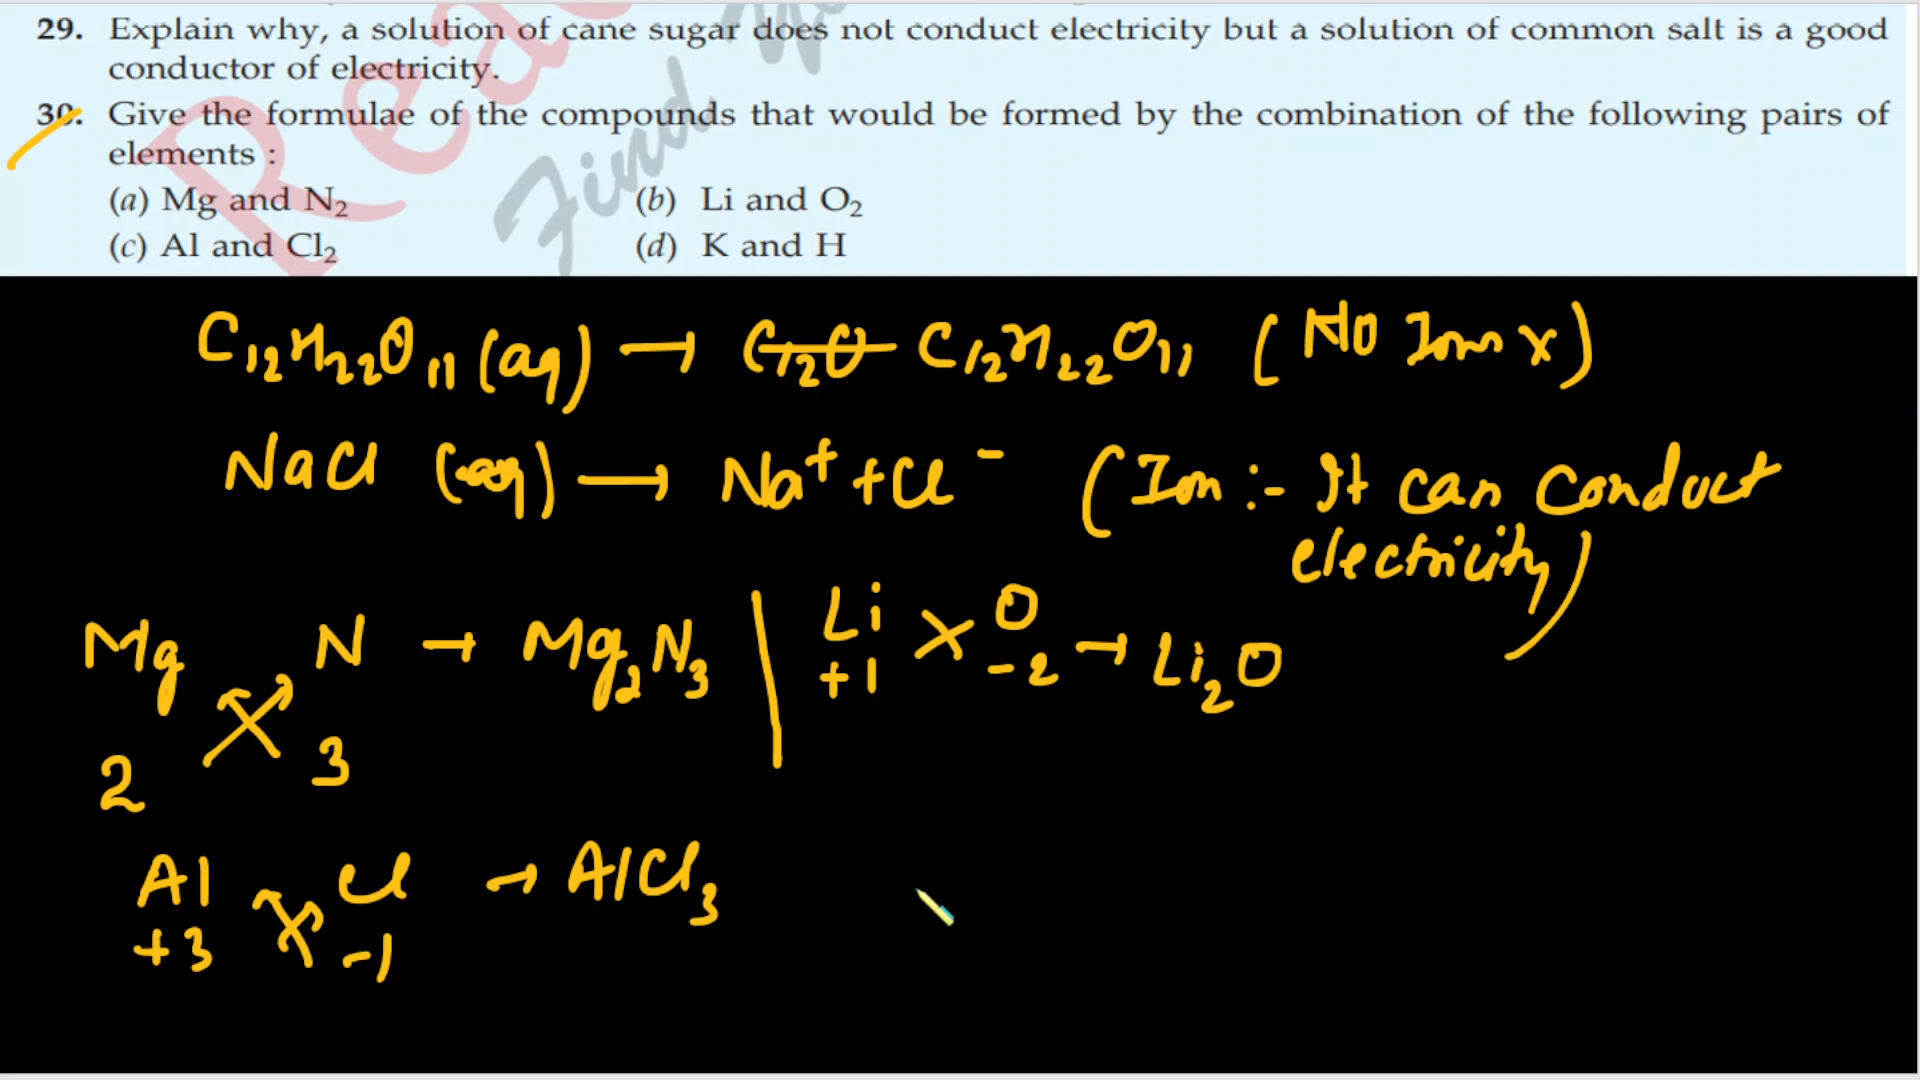 29. Explain why, a solution of cane sugar does not conduct electricity but a solution of common salt is a good
conductor of electricity.
30. Give the formulae of the compounds that would be formed by the combination of the following pairs of
elements :
(a) Mg and N₂ (b) Li and O₂
(c) Al and Cl₂ (d) K and H
C₁₂H₂₂O₁₁ (aq) → C₁₂O C₁₂H₂₂O₁₁ (No Ions x)
NaCl (aq) → Na⁺ + Cl⁻ (Ion :- It can conduct
electricity)
Mg N → Mg₂N₃ | Li × O → Li₂O
+1 -2
2 3
Al Cl → AlCl₃
+3 -1